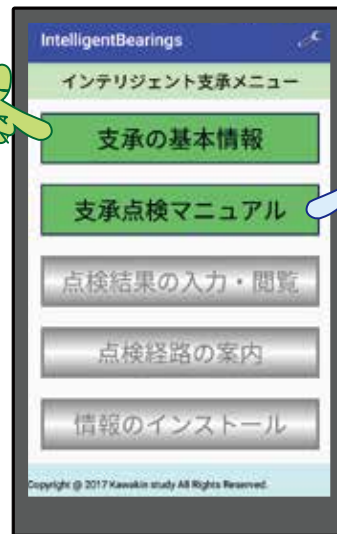 IntelligentBearings
インテリジェント支承メニュー
支承の基本情報
支承点検マニュアル
点検結果の入力・閲覧
点検経路の案内
情報のインストール
Copyright @ 2017 Kawakin study All Rights Reserved.